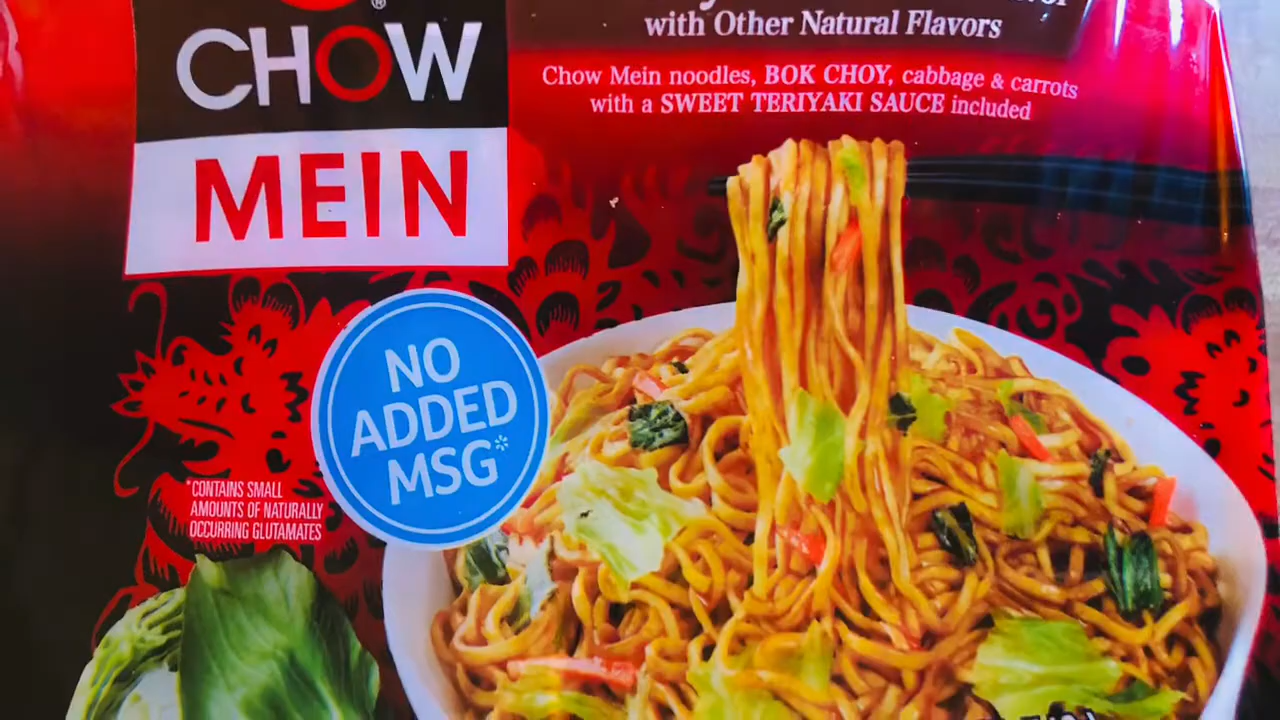 ®
CHOW
MEIN
with Other Natural Flavors
Chow Mein noodles, BOK CHOY, cabbage & carrots
with a SWEET TERIYAKI SAUCE included
NO
ADDED
MSG*
*CONTAINS SMALL
AMOUNTS OF NATURALLY
OCCURRING GLUTAMATES